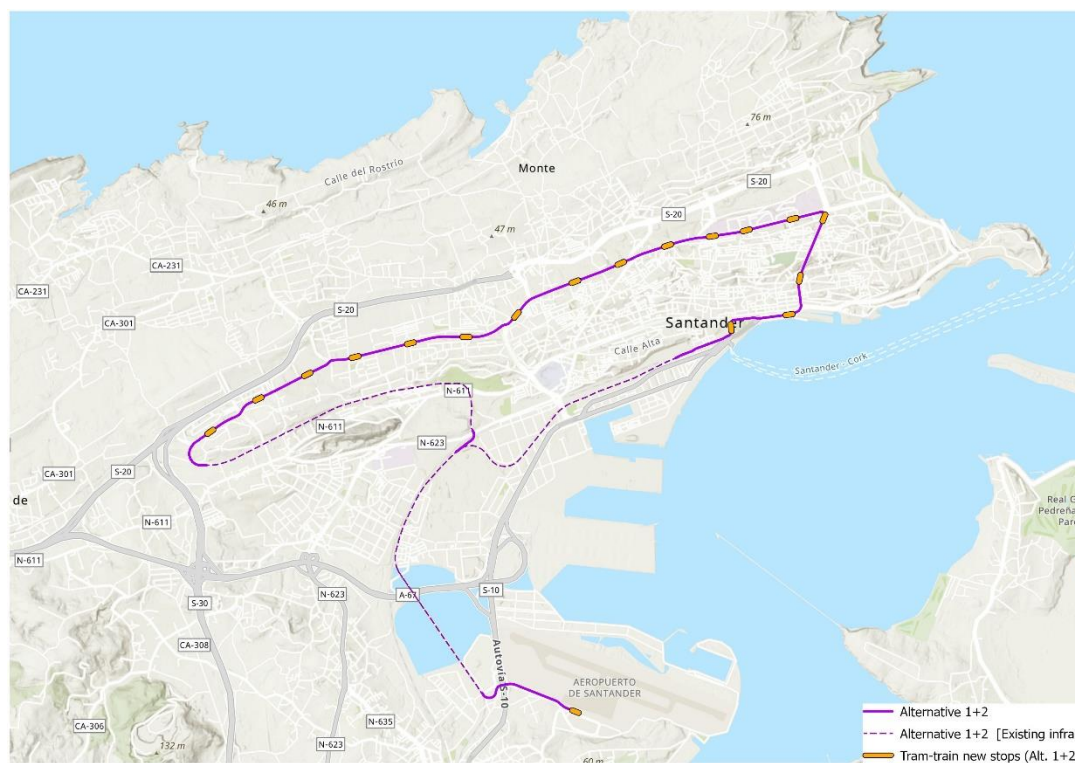 76 m
Calle del Rostrío
Monte
S-20
46 m
S-20
47 m
CA-231
CA-231
S-20
CA-301
Santander
Calle Alta
Santander - Cork
N-611
N-611
N-623
S-20
CA-301
de
Real G
Pedreña
Par
N-611
N-611
A-67
S-10
N-623
S-30
CA-308
Autovía S-10
AEROPUERTO
DE SANTANDER
Alternative 1+2
CA-306
N-635
132 m
N-623
Alternative 1+2 [Existing infra
60 m
Tram-train new stops (Alt. 1+2